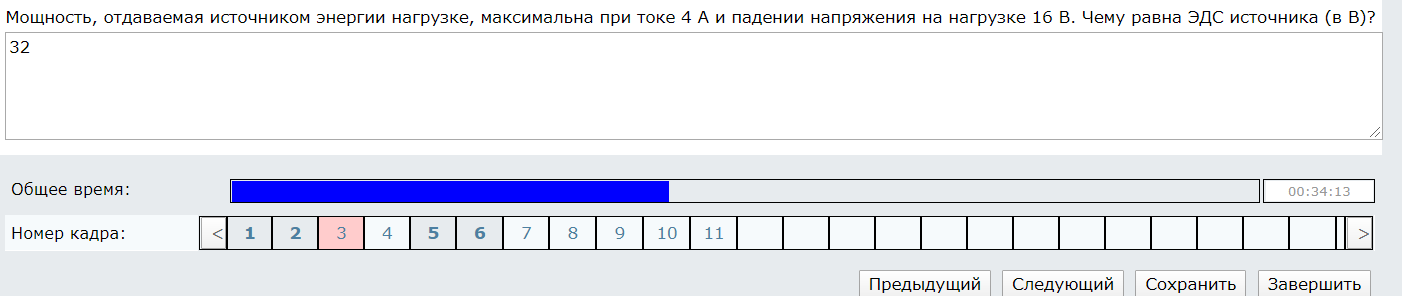 Мощность, отдаваемая источником энергии нагрузке, максимальна при токе 4 А и падении напряжения на нагрузке 16 В. Чему равна ЭДС источника (в В)?
32
Общее время: 00:34:13
Номер кадра: < 1 2 3 4 5 6 7 8 9 10 11 >
Предыдущий Следующий Сохранить Завершить